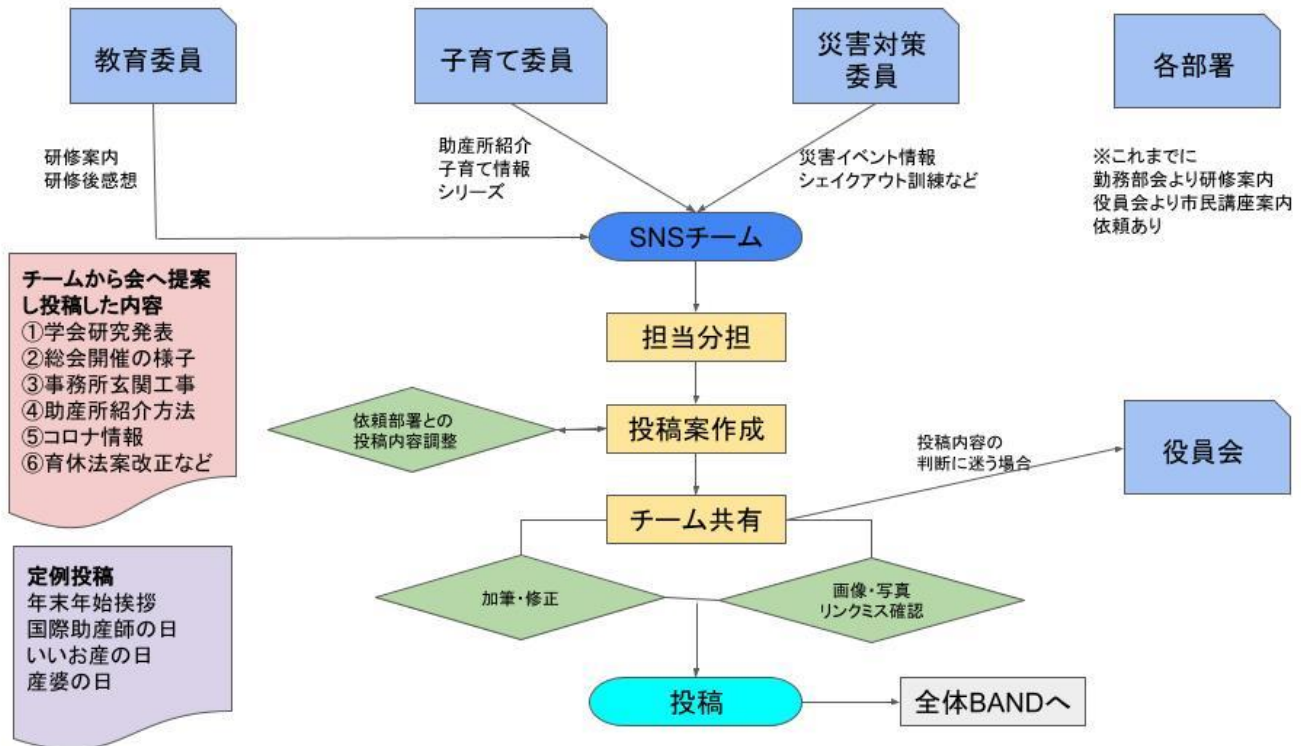 教育委員
子育て委員
災害対策
委員
各部署
研修案内
研修後感想
助産所紹介
子育て情報
シリーズ
災害イベント情報
シェイクアウト訓練など
※これまでに
勤務部会より研修案内
役員会より市民講座案内
依頼あり
SNSチーム
チームから会へ提案
し投稿した内容
①学会研究発表
②総会開催の様子
③事務所玄関工事
④助産所紹介方法
⑤コロナ情報
⑥育休法案改正など
担当分担
依頼部署との
投稿内容調整
投稿案作成
投稿内容の
判断に迷う場合
役員会
チーム共有
定例投稿
年末年始挨拶
国際助産師の日
いいお産の日
産婆の日
加筆・修正
画像・写真
リンクミス確認
投稿
全体BANDへ